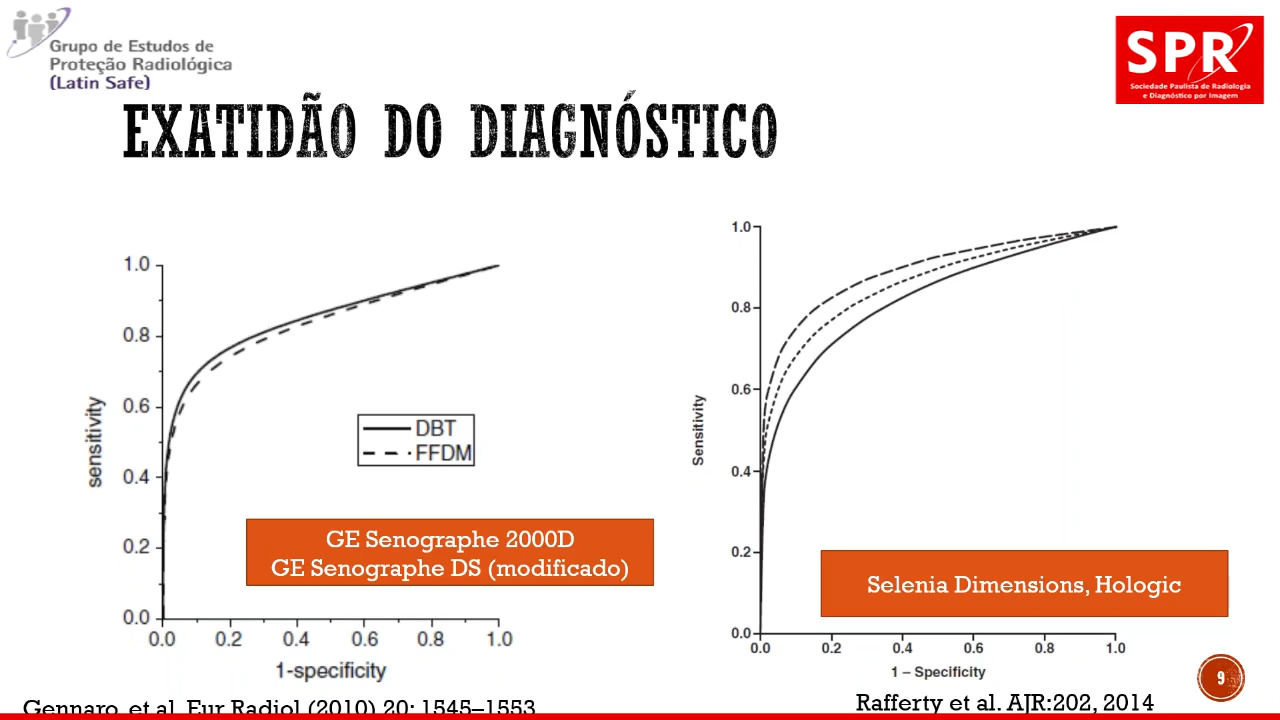 Grupo de Estudos de
Proteção Radiológica
(Latin Safe)
SPR
Sociedade Paulista de Radiologia
e Diagnóstico por Imagem
EXATIDÃO DO DIAGNÓSTICO
1.0
0.8
0.6
0.4
0.2
0.0
sensitivity
0.0 0.2 0.4 0.6 0.8 1.0
1-specificity
DBT
FFDM
GE Senographe 2000D
GE Senographe DS (modificado)
Gennaro, et al. Eur Radiol (2010) 20: 1545–1553
1.0
0.8
0.6
0.4
0.2
0.0
Sensitivity
0.0 0.2 0.4 0.6 0.8 1.0
1 – Specificity
Selenia Dimensions, Hologic
Rafferty et al. AJR:202, 2014
9